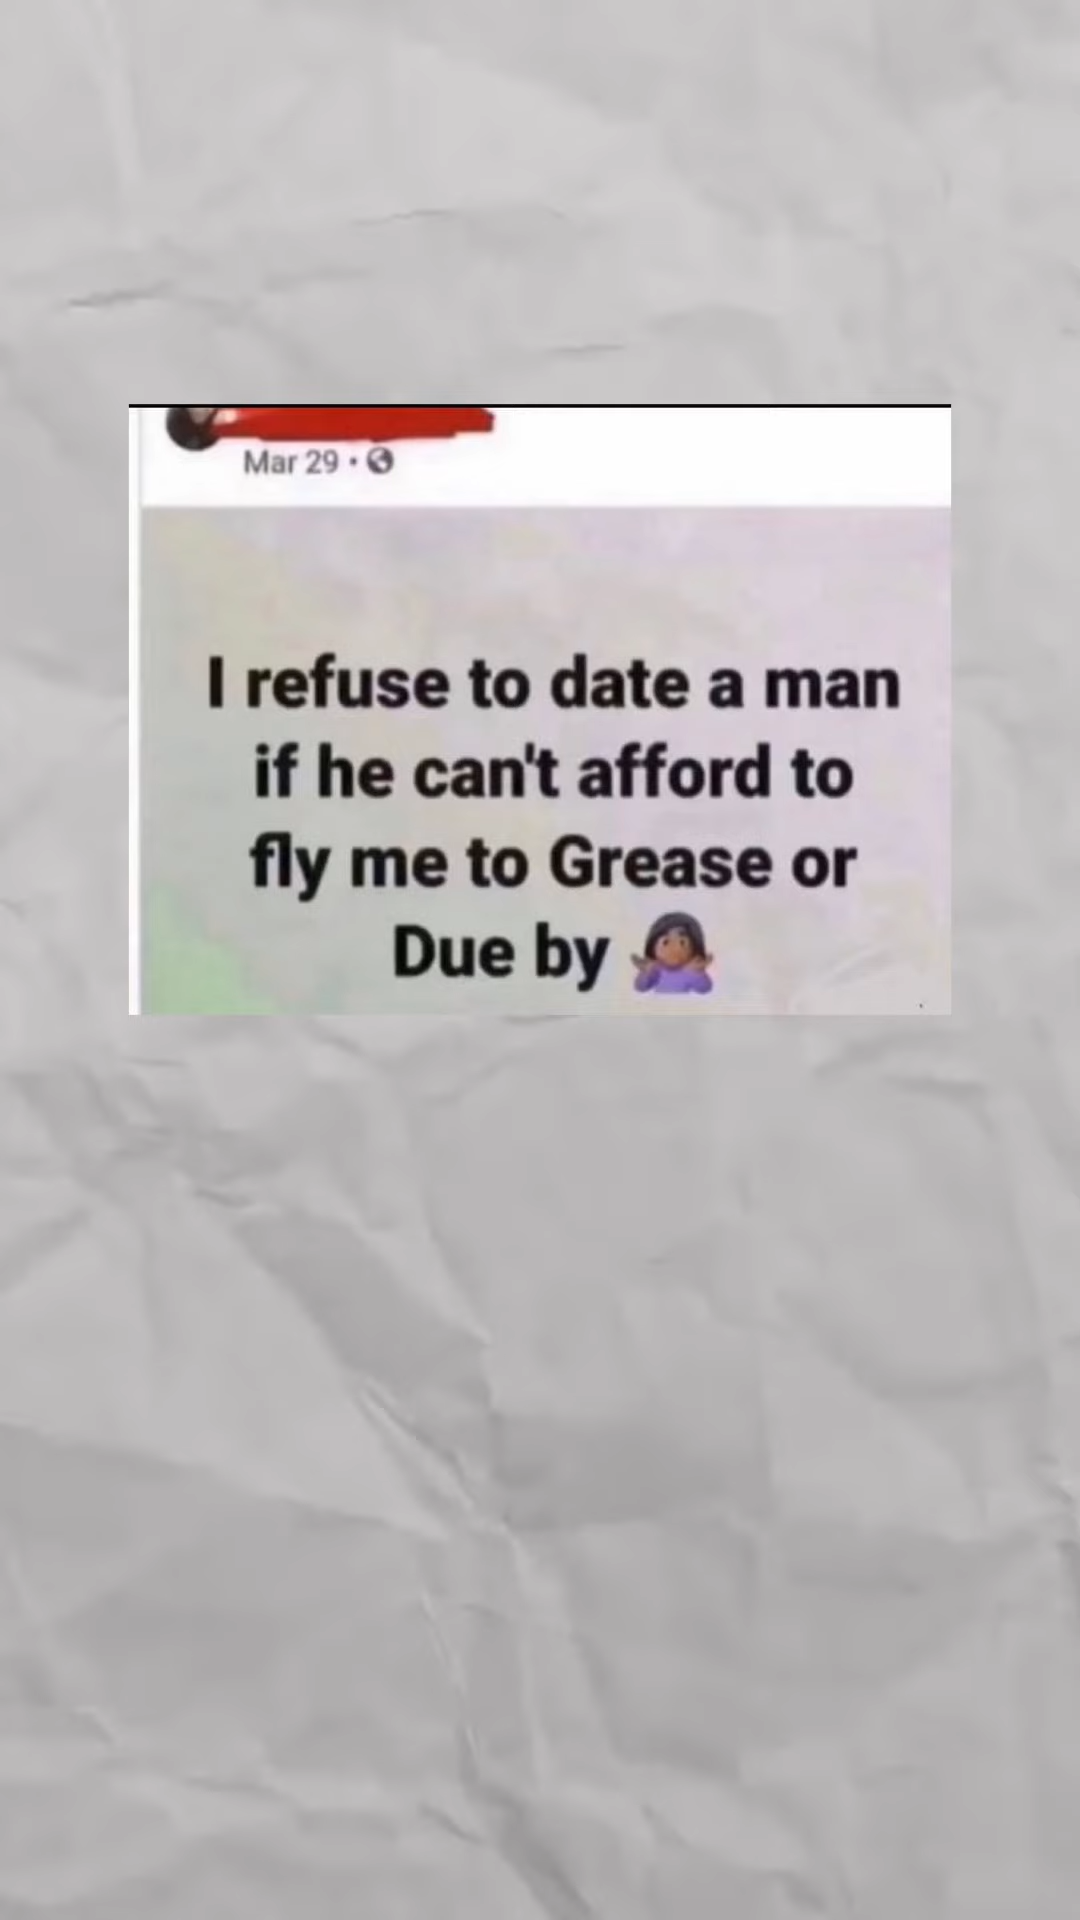 Mar 29 •
I refuse to date a man
if he can't afford to
fly me to Grease or
Due by 🤷🏾‍♀️